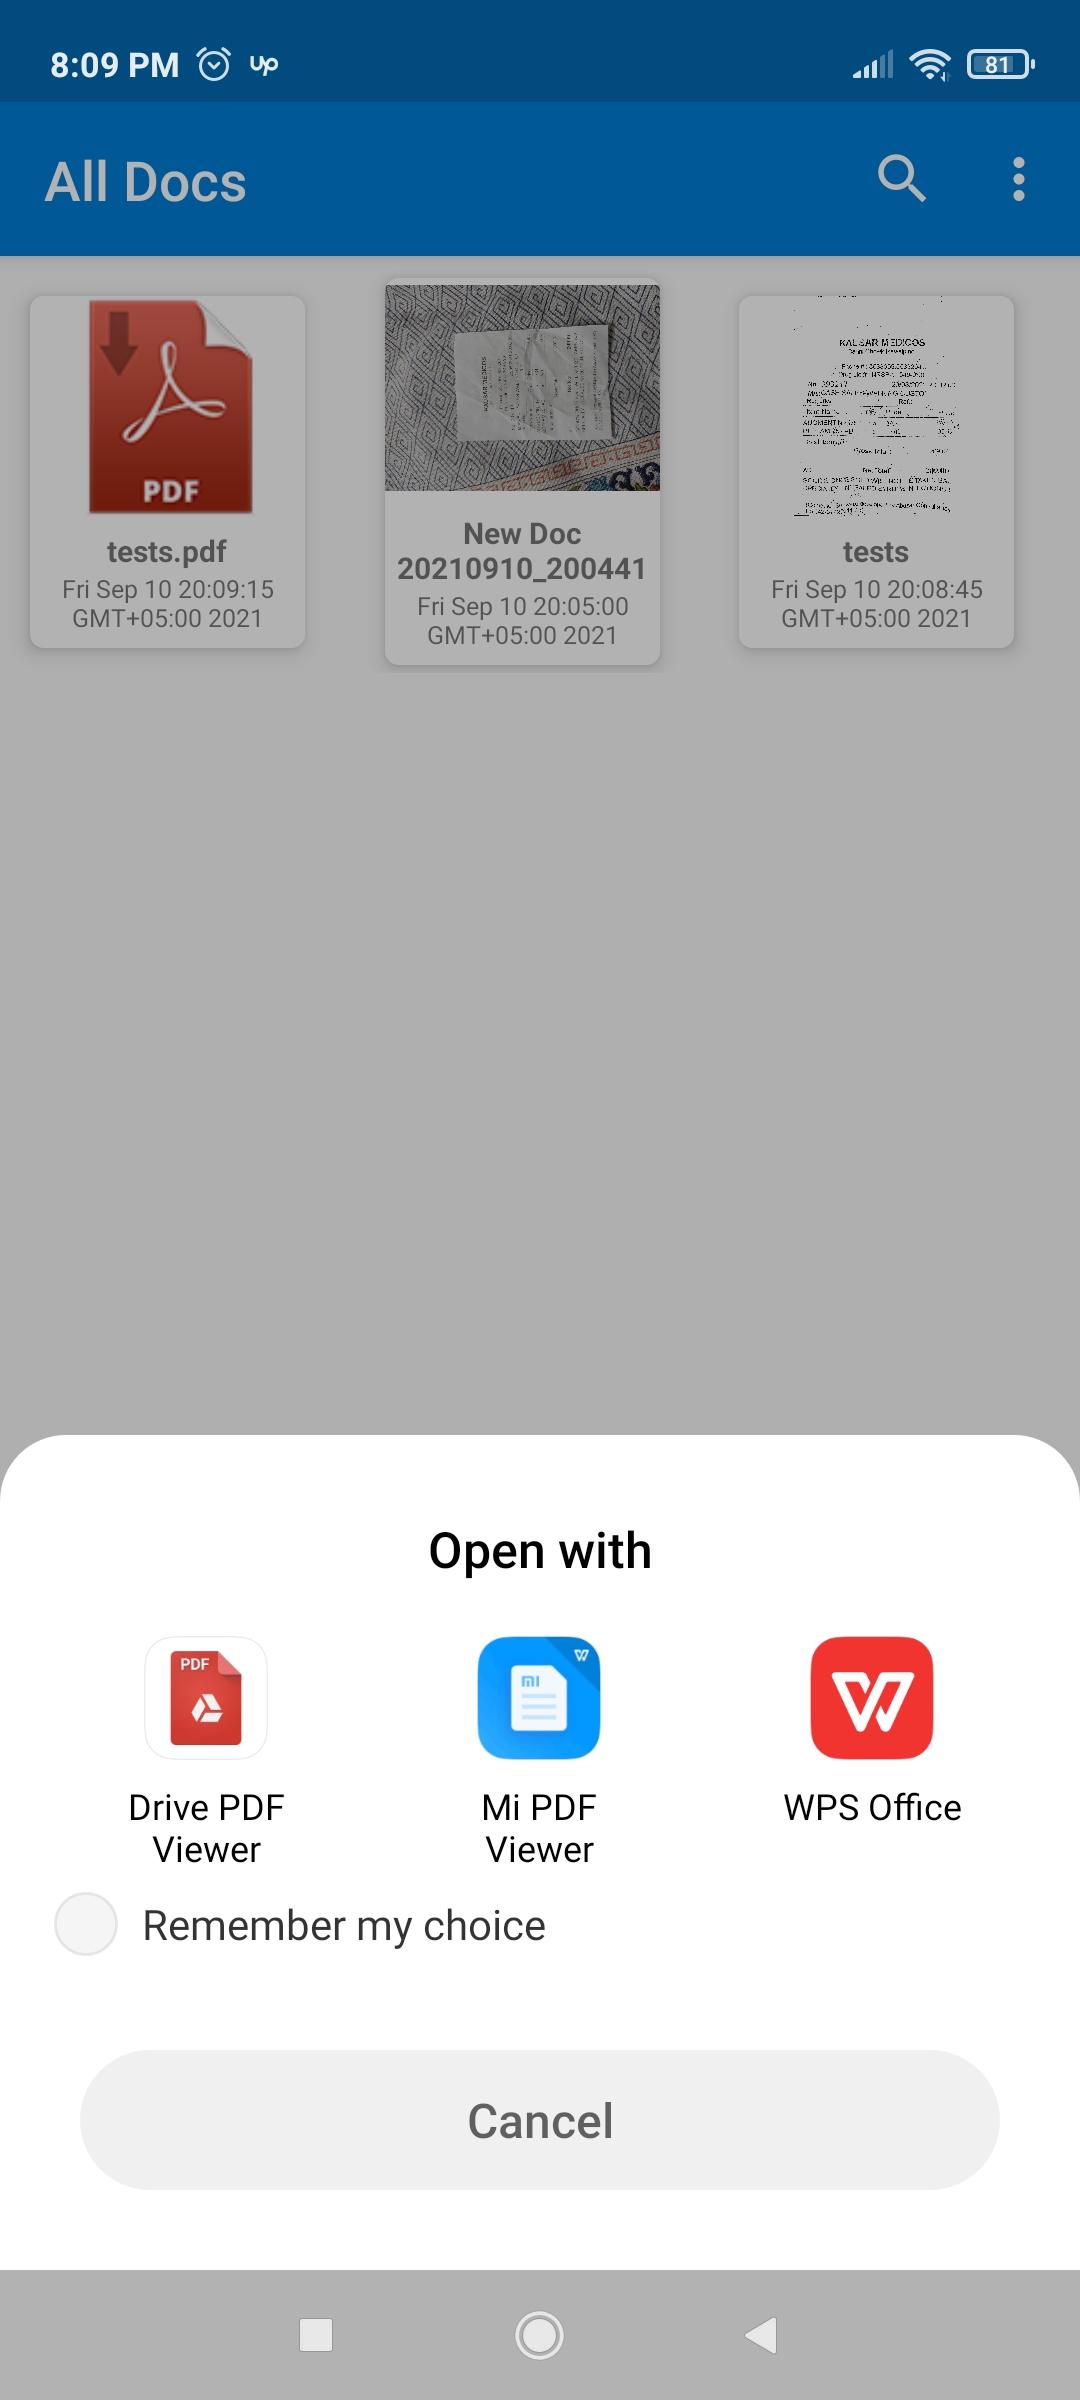 8:09 PM
up
81
All Docs
PDF
tests.pdf
Fri Sep 10 20:09:15
GMT+05:00 2021
New Doc
20210910_200441
Fri Sep 10 20:05:00
GMT+05:00 2021
KAUSAR MEDICOS
tests
Fri Sep 10 20:08:45
GMT+05:00 2021
Open with
PDF
Drive PDF
Viewer
MI
W
Mi PDF
Viewer
W
WPS Office
Remember my choice
Cancel